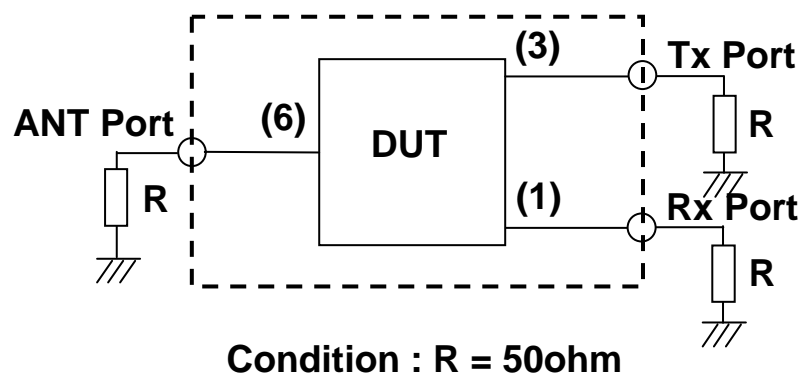 (3)
Tx Port
ANT Port
(6)
DUT
R
R
(1)
Rx Port
R
Condition : R = 50ohm